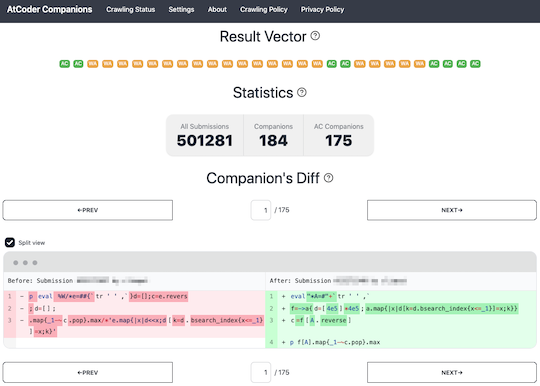 AtCoder Companions Crawling Status Settings About Crawling Policy Privacy Policy
Result Vector ?
AC AC WA WA WA WA WA WA WA WA WA WA WA WA WA WA WA WA AC AC WA WA WA WA WA AC AC AC AC
Statistics ?
All Submissions Companions AC Companions
501281 184 175
Companion's Diff ?
←PREV 1 / 175 NEXT→
Split view
Before: Submission After: Submission
1 - p eval %W/*e=##{`tr ' ' ,`}d=[];c=e.revers 1 + eval"*A=#"+`tr ' ' ,`
2 - ;d=[]; 2 + f=->a{d=[4e5]*4e5; a.map{|x|d[k=d.bsearch_index{x<=_1}]=x;k}}
3 - .map{_1-~c.pop}.max/*'e.map{|x|d<<x;d[k=d.bsearch_index{x<=_1}]=x;k}' 3 + c=f[A.reverse]
4 + p f[A].map{_1-~c.pop}.max
←PREV 1 / 175 NEXT→